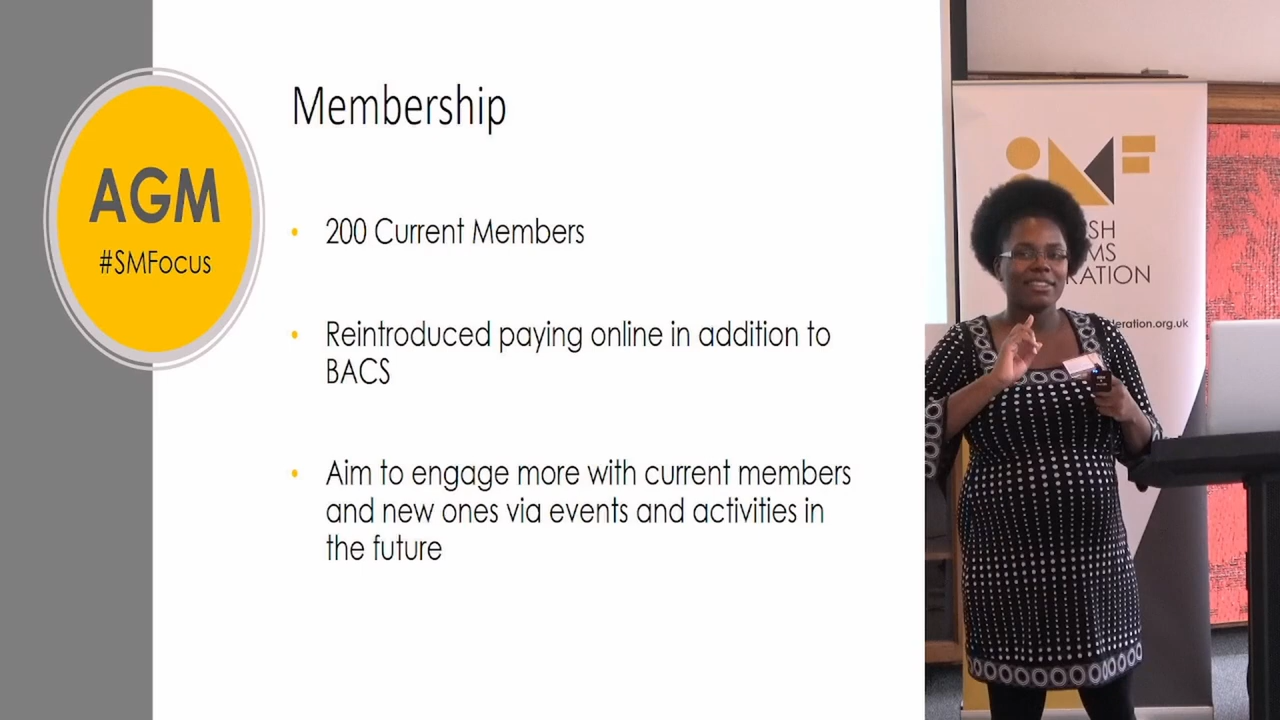 AGM
#SMFocus
Membership
200 Current Members
Reintroduced paying online in addition to
BACS
Aim to engage more with current members
and new ones via events and activities in
the future